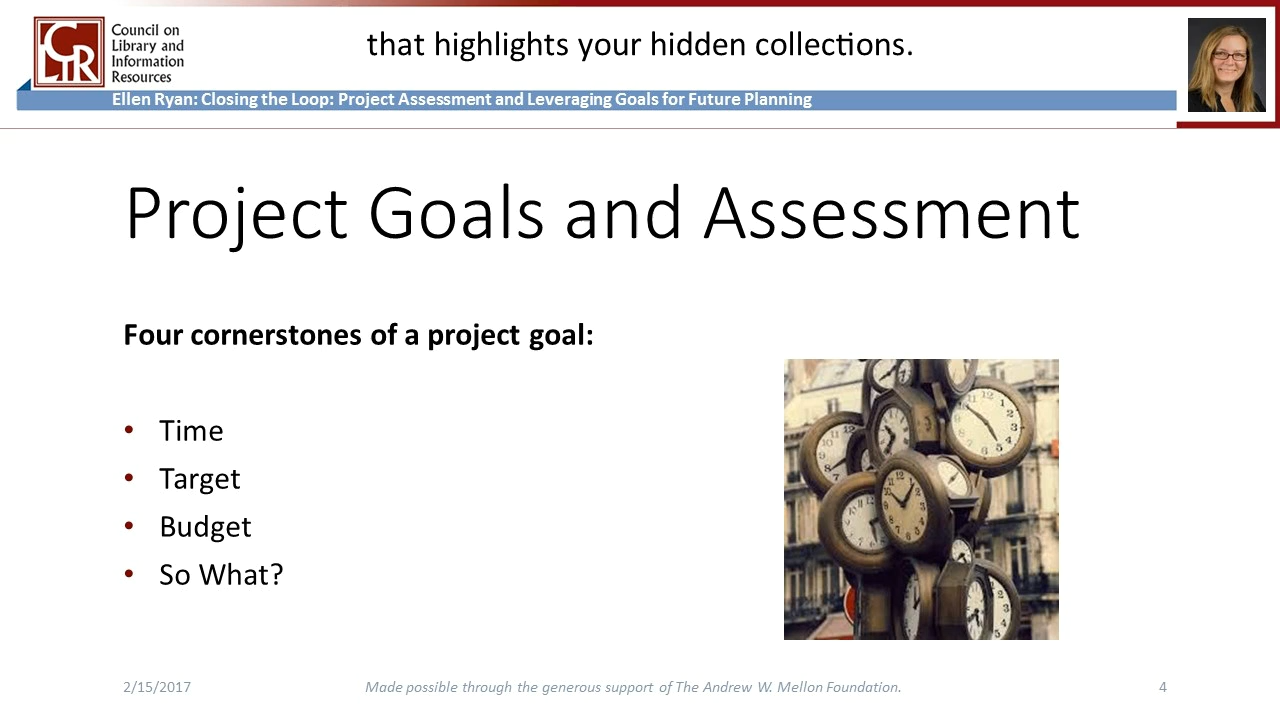 Council on
Library and
Information
Resources
CLIR
that highlights your hidden collections.
Ellen Ryan: Closing the Loop: Project Assessment and Leveraging Goals for Future Planning
Project Goals and Assessment
Four cornerstones of a project goal:
• Time
• Target
• Budget
• So What?
2/15/2017
Made possible through the generous support of The Andrew W. Mellon Foundation.
4